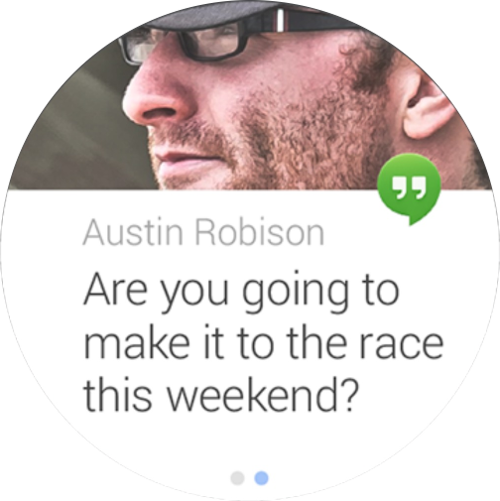 Austin Robison
Are you going to
make it to the race
this weekend?